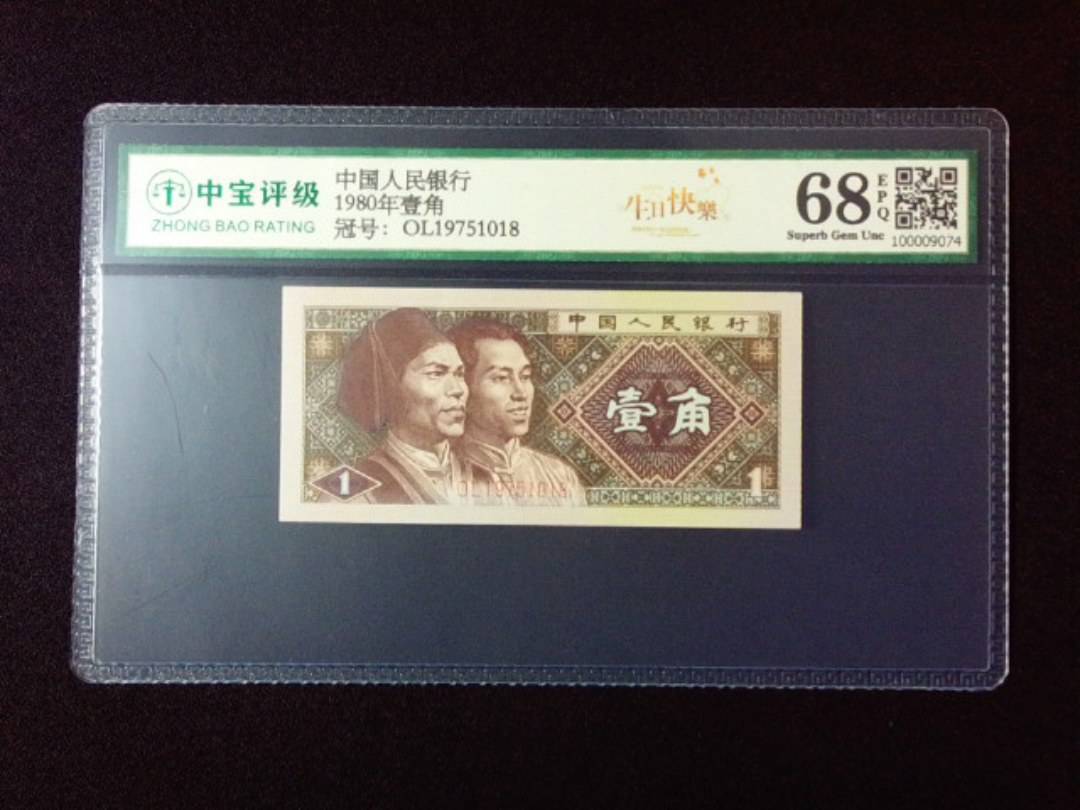 中宝评级
ZHONG BAO RATING
中国人民银行
1980年壹角
冠号：OL19751018
生日快樂
68
EPQ
Superb Gem Unc
100009074
中国人民银行
壹角
1
OL19751018
1